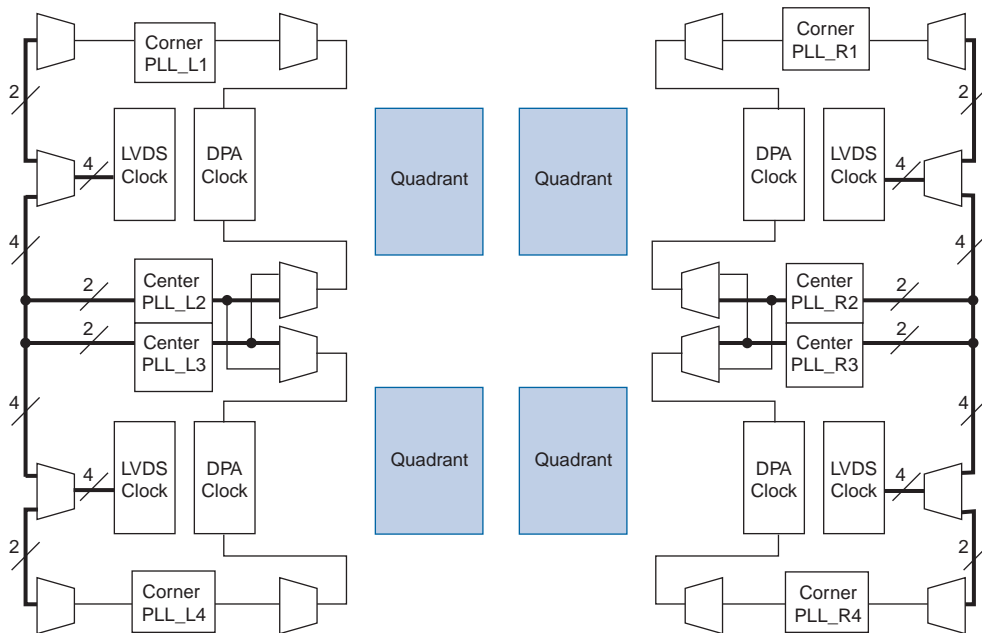 Corner
PLL_L1
Corner
PLL_R1
2
2
4
LVDS
Clock
DPA
Clock
Quadrant
Quadrant
DPA
Clock
LVDS
Clock
4
4
4
2
Center
PLL_L2
Center
PLL_R2
2
2
Center
PLL_L3
Center
PLL_R3
2
4
4
4
LVDS
Clock
DPA
Clock
Quadrant
Quadrant
DPA
Clock
LVDS
Clock
4
2
2
Corner
PLL_L4
Corner
PLL_R4